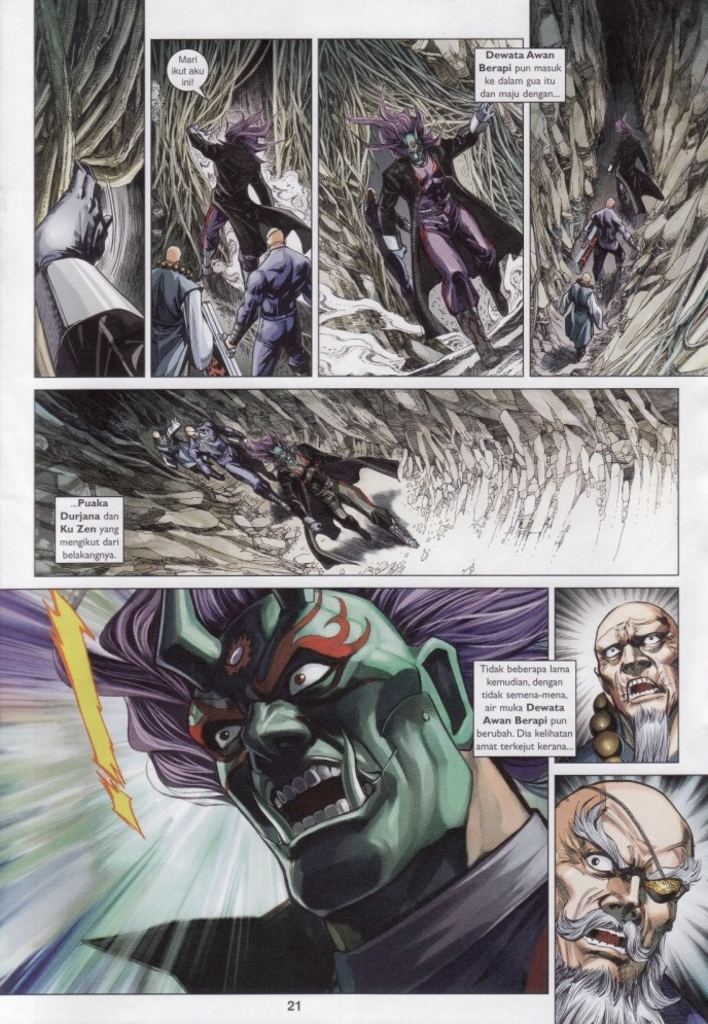 Mari
ikut aku
ini!
Dewata Awan
Berapi pun masuk
ke dalam gua itu
dan maju dengan...
...Puaka
Durjana dan
Ku Zen yang
mengikut dari
belakangnya.
Tidak beberapa lama
kemudian, dengan
tidak semena-mena,
air muka Dewata
Awan Berapi pun
berubah. Dia kelihatan
amat terkejut kerana...
21